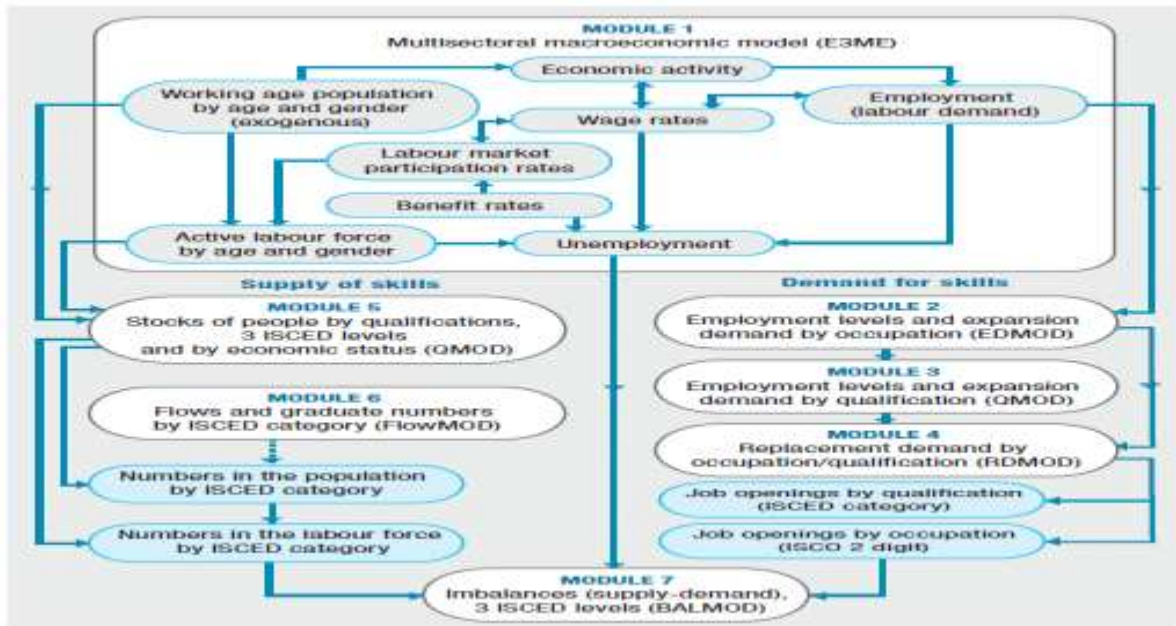 MODULE 1
Multisectoral macroeconomic model (E3ME)
Economic activity
Working age population
by age and gender
(exogenous)
Employment
(labour demand)
Wage rates
Labour market
participation rates
Benefit rates
Active labour force
by age and gender
Unemployment
Supply of skills
MODULE 5
Stocks of people by qualifications,
3 ISCED levels
and by economic status (QMOD)
MODULE 6
Flows and graduate numbers
by ISCED category (FlowMOD)
Numbers in the population
by ISCED category
Numbers in the labour force
by ISCED category
Demand for skills
MODULE 2
Employment levels and expansion
demand by occupation (EDMOD)
MODULE 3
Employment levels and expansion
demand by qualification (QMOD)
MODULE 4
Replacement demand by
occupation/qualification (RDMOD)
Job openings by qualification
(ISCED category)
Job openings by occupation
(ISCO 2 digit)
MODULE 7
Imbalances (supply-demand),
3 ISCED levels (BALMOD)